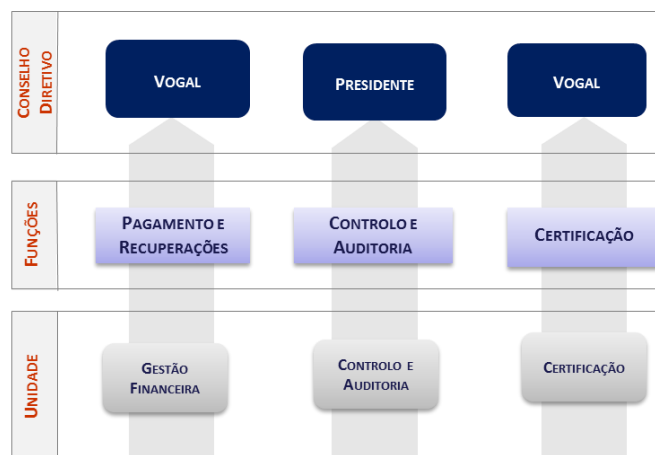 CONSELHO
DIRETIVO
VOGAL
PRESIDENTE
VOGAL
FUNÇÕES
PAGAMENTO E
RECUPERAÇÕES
CONTROLO E
AUDITORIA
CERTIFICAÇÃO
UNIDADE
GESTÃO
FINANCEIRA
CONTROLO E
AUDITORIA
CERTIFICAÇÃO